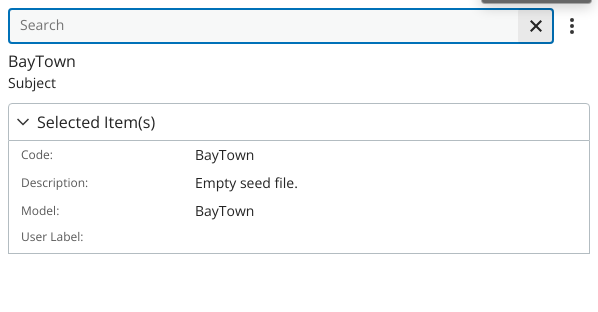 Search
BayTown
Subject
Selected Item(s)
Code: BayTown
Description: Empty seed file.
Model: BayTown
User Label: